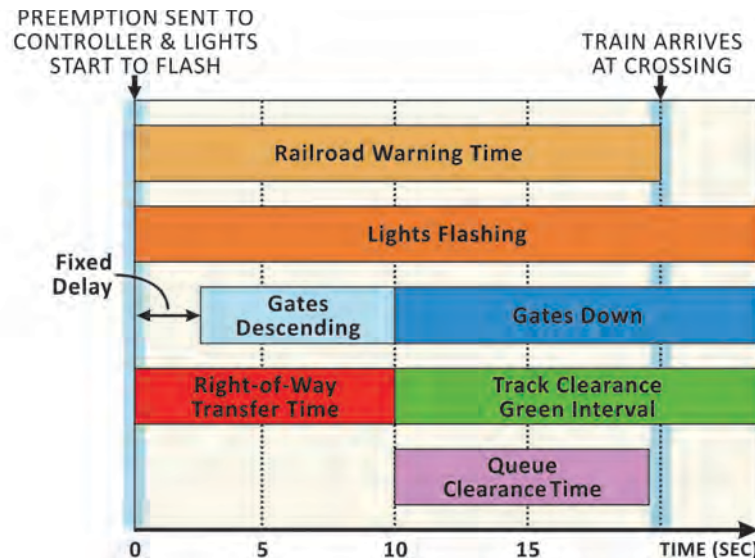 PREEMPTION SENT TO
CONTROLLER & LIGHTS
START TO FLASH
TRAIN ARRIVES
AT CROSSING
Railroad Warning Time
Lights Flashing
Fixed
Delay
Gates
Descending
Gates Down
Right-of-Way
Transfer Time
Track Clearance
Green Interval
Queue
Clearance Time
0 5 10 15 TIME (SEC)